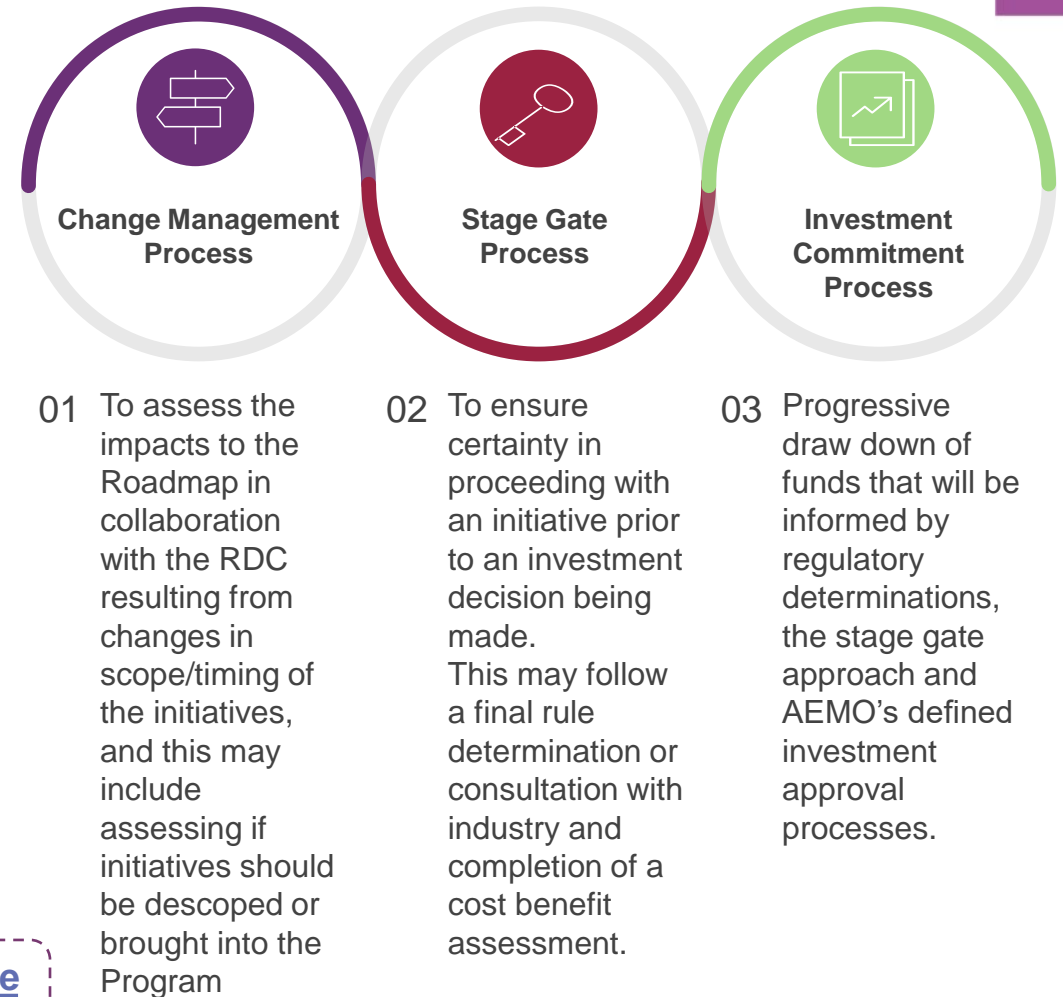 Change Management
Process
Stage Gate
Process
Investment
Commitment
Process
01
To assess the
impacts to the
Roadmap in
collaboration
with the RDC
resulting from
changes in
scope/timing of
the initiatives,
and this may
include
assessing if
initiatives should
be descoped or
brought into the
Program
02
To ensure
certainty in
proceeding with
an initiative prior
to an investment
decision being
made.
This may follow
a final rule
determination or
consultation with
industry and
completion of a
cost benefit
assessment.
03
Progressive
draw down of
funds that will be
informed by
regulatory
determinations,
the stage gate
approach and
AEMO’s defined
investment
approval
processes.